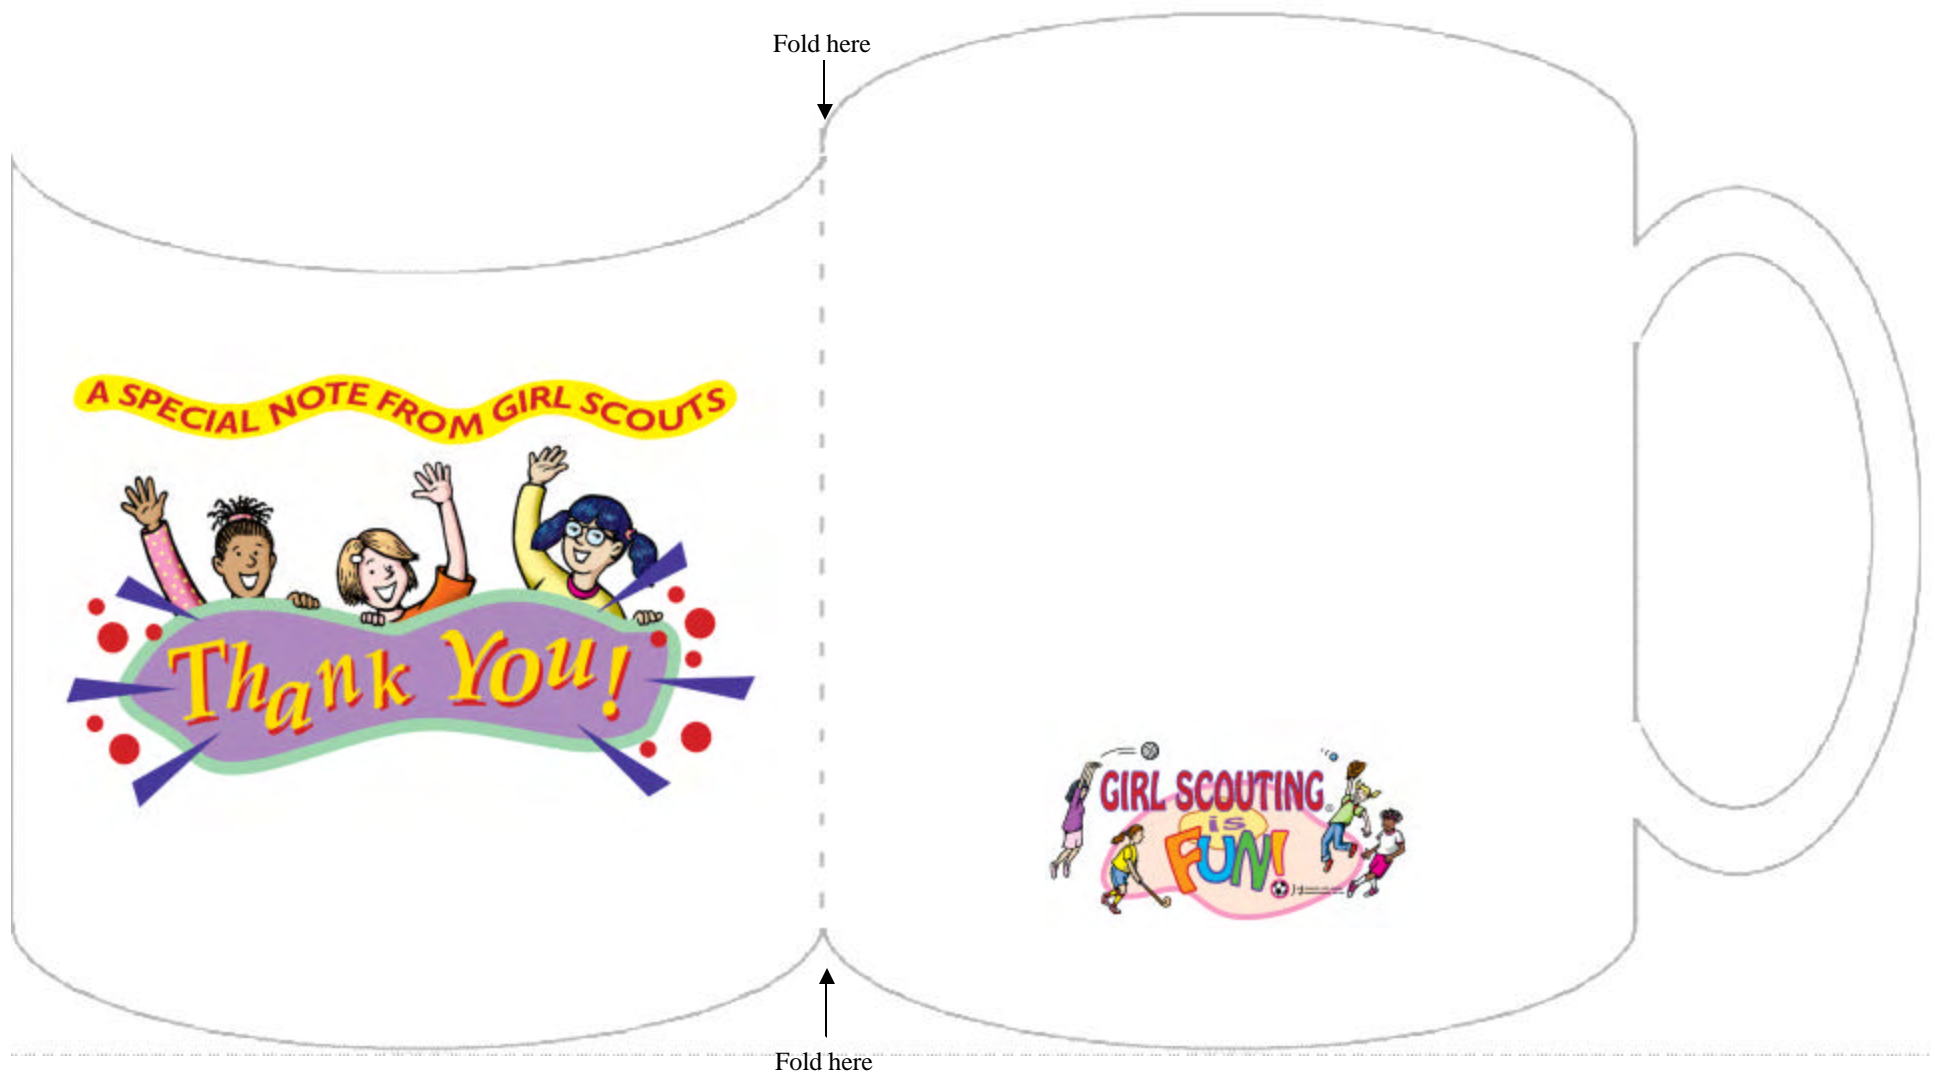 Fold here
A SPECIAL NOTE FROM GIRL SCOUTS
Thank You!
GIRL SCOUTING®
is
FUN!
Fold here